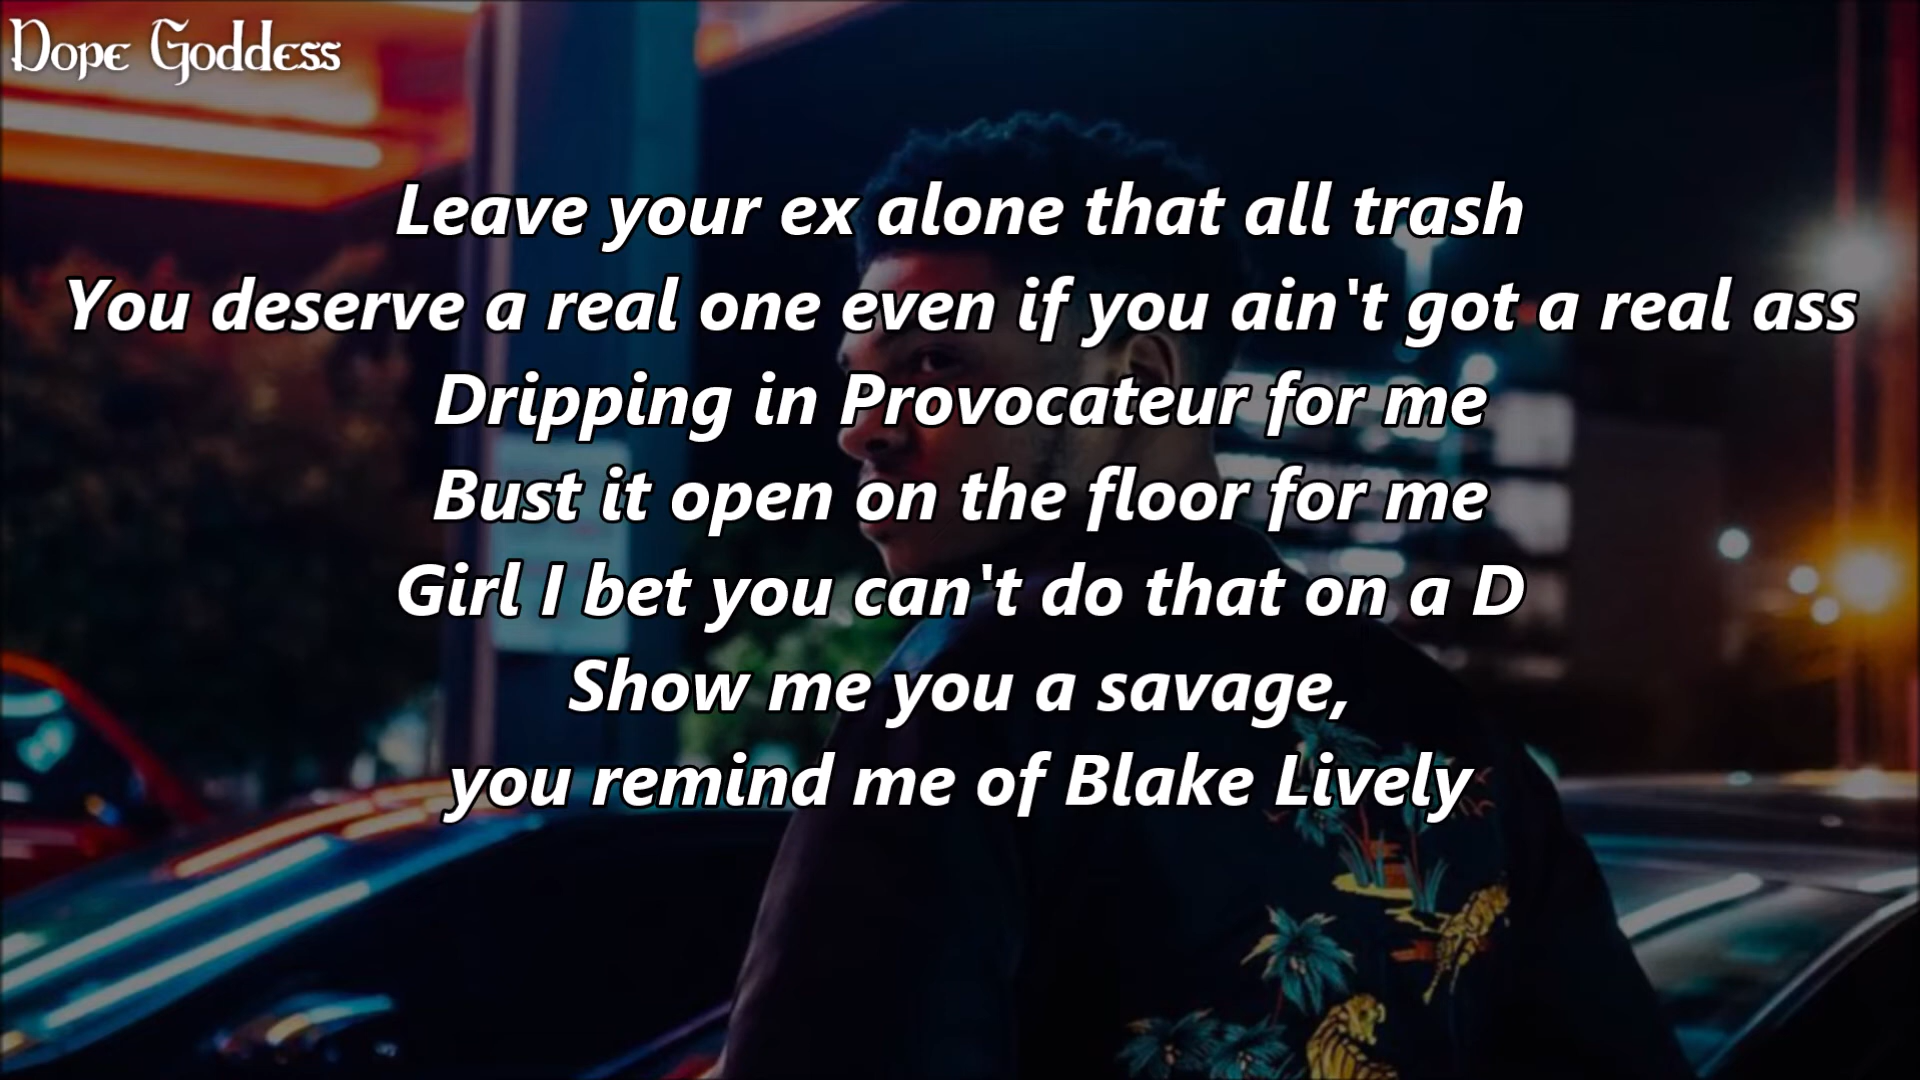 Dope Goddess
Leave your ex alone that all trash
You deserve a real one even if you ain't got a real ass
Dripping in Provocateur for me
Bust it open on the floor for me
Girl I bet you can't do that on a D
Show me you a savage,
you remind me of Blake Lively